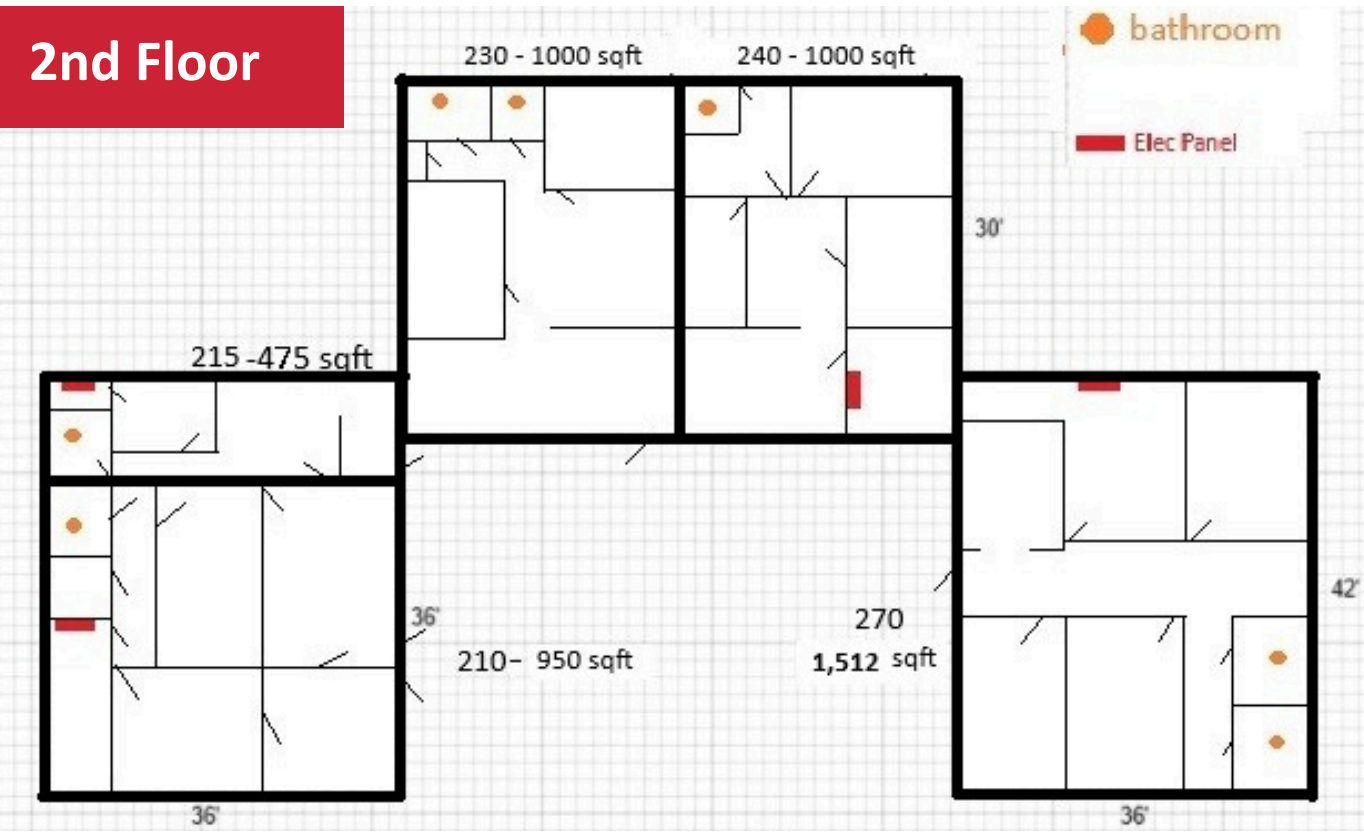 2nd Floor
230 - 1000 sqft
240 - 1000 sqft
bathroom
Elec Panel
30'
215 -475 sqft
36'
210- 950 sqft
270
1,512 sqft
42'
36'
36'